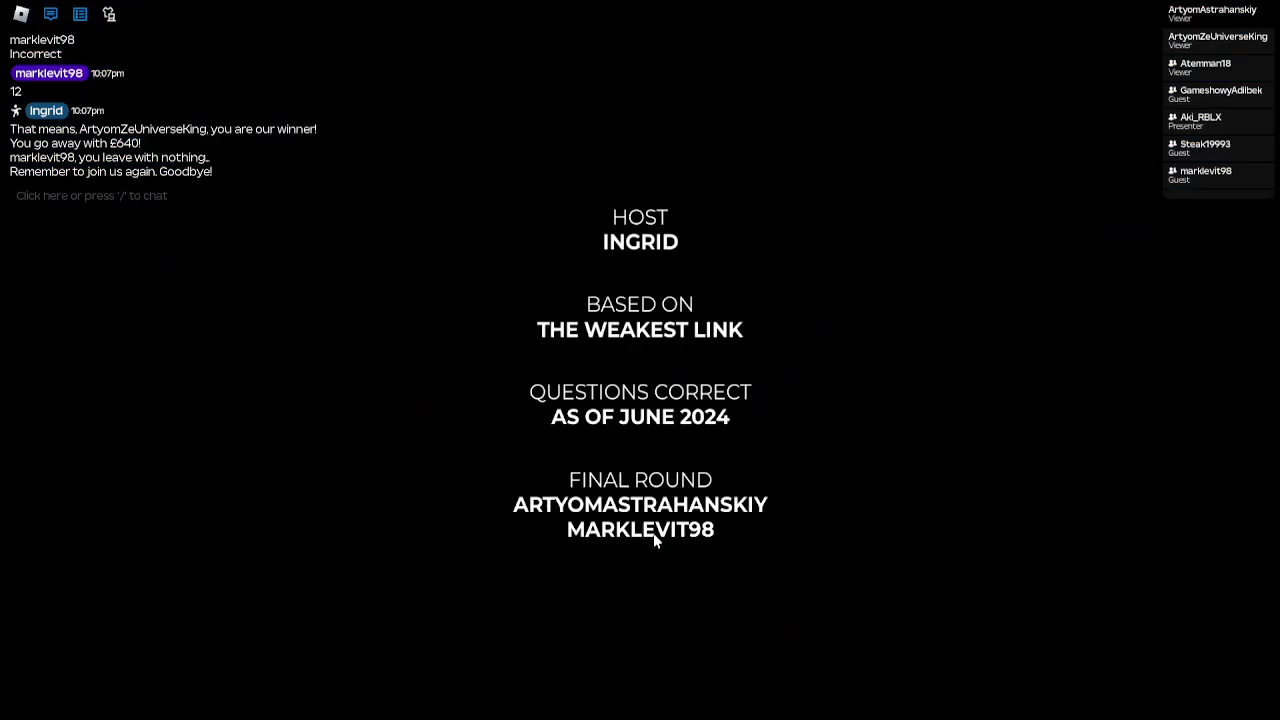 marklevit98
Incorrect
marklevit98 10:07pm
12
Ingrid 10:07pm
That means, ArtyomZeUniverseKing, you are our winner!
You go away with £640!
marklevit98, you leave with nothing...
Remember to join us again. Goodbye!
Click here or press '/' to chat
HOST
INGRID
BASED ON
THE WEAKEST LINK
QUESTIONS CORRECT
AS OF JUNE 2024
FINAL ROUND
ARTYOMASTRAHANSKIY
MARKLEVIT98
ArtyomAstrahanskiy
Viewer
ArtyomZeUniverseKing
Viewer
Atemman18
Viewer
GameshowyAdilbek
Guest
Aki_RBLX
Presenter
Steak19993
Guest
marklevit98
Guest